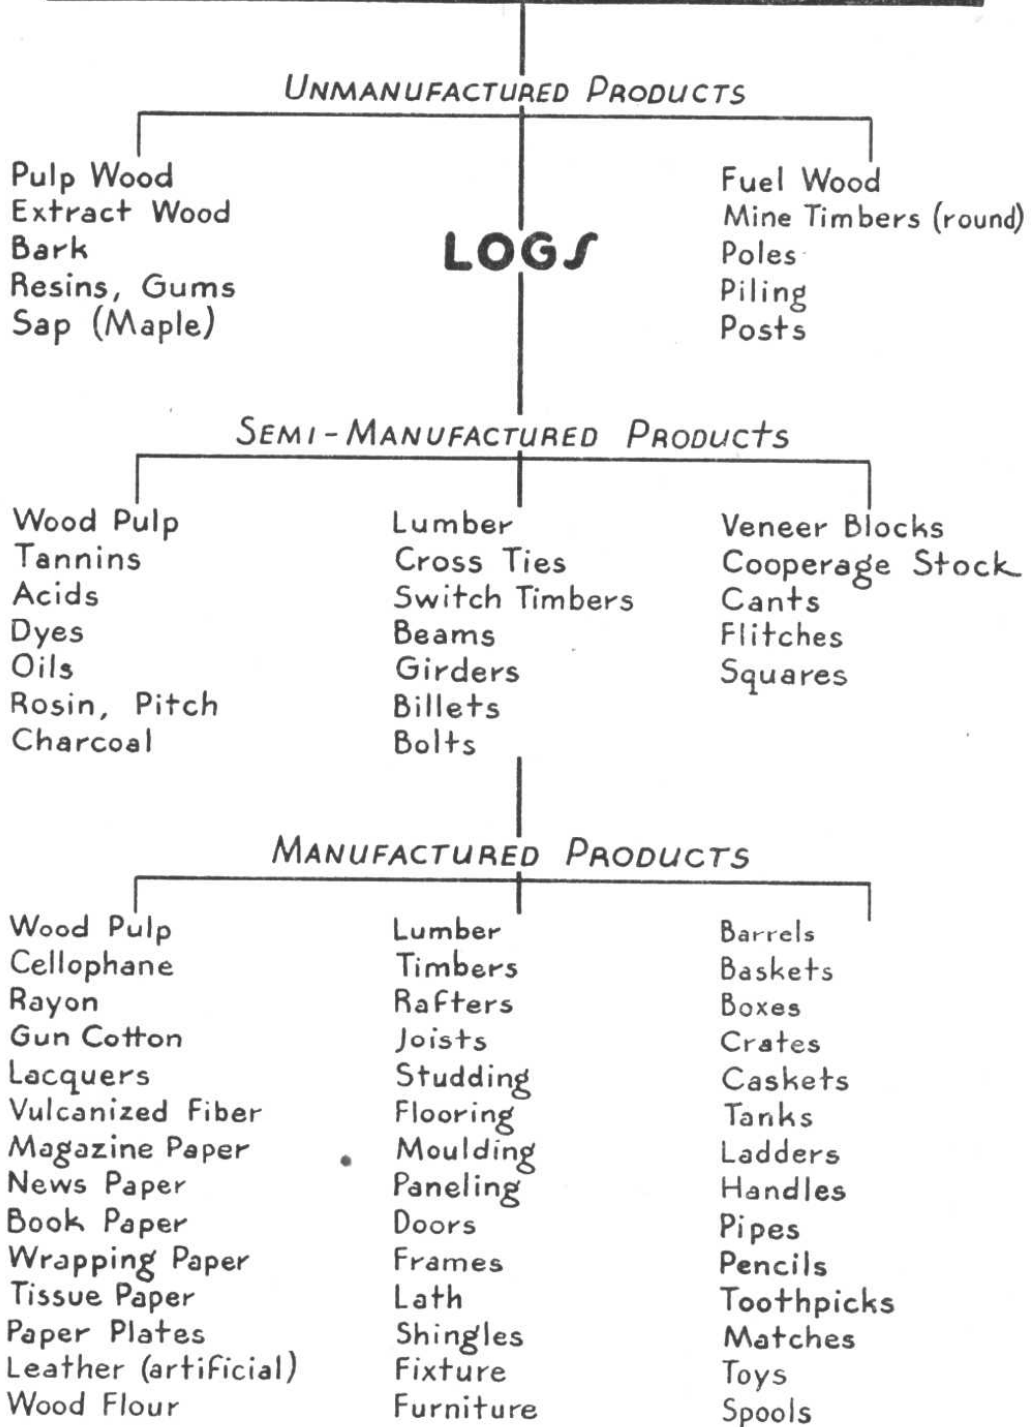 UNMANUFACTURED PRODUCTS
Pulp Wood
Extract Wood
Bark
Resins, Gums
Sap (Maple)
LOGS
Fuel Wood
Mine Timbers (round)
Poles
Piling
Posts
SEMI-MANUFACTURED PRODUCTS
Wood Pulp
Tannins
Acids
Dyes
Oils
Rosin, Pitch
Charcoal
Lumber
Cross Ties
Switch Timbers
Beams
Girders
Billets
Bolts
Veneer Blocks
Cooperage Stock
Cants
Flitches
Squares
MANUFACTURED PRODUCTS
Wood Pulp
Cellophane
Rayon
Gun Cotton
Lacquers
Vulcanized Fiber
Magazine Paper
News Paper
Book Paper
Wrapping Paper
Tissue Paper
Paper Plates
Leather (artificial)
Wood Flour
Lumber
Timbers
Rafters
Joists
Studding
Flooring
Moulding
Paneling
Doors
Frames
Lath
Shingles
Fixture
Furniture
Barrels
Baskets
Boxes
Crates
Caskets
Tanks
Ladders
Handles
Pipes
Pencils
Toothpicks
Matches
Toys
Spools